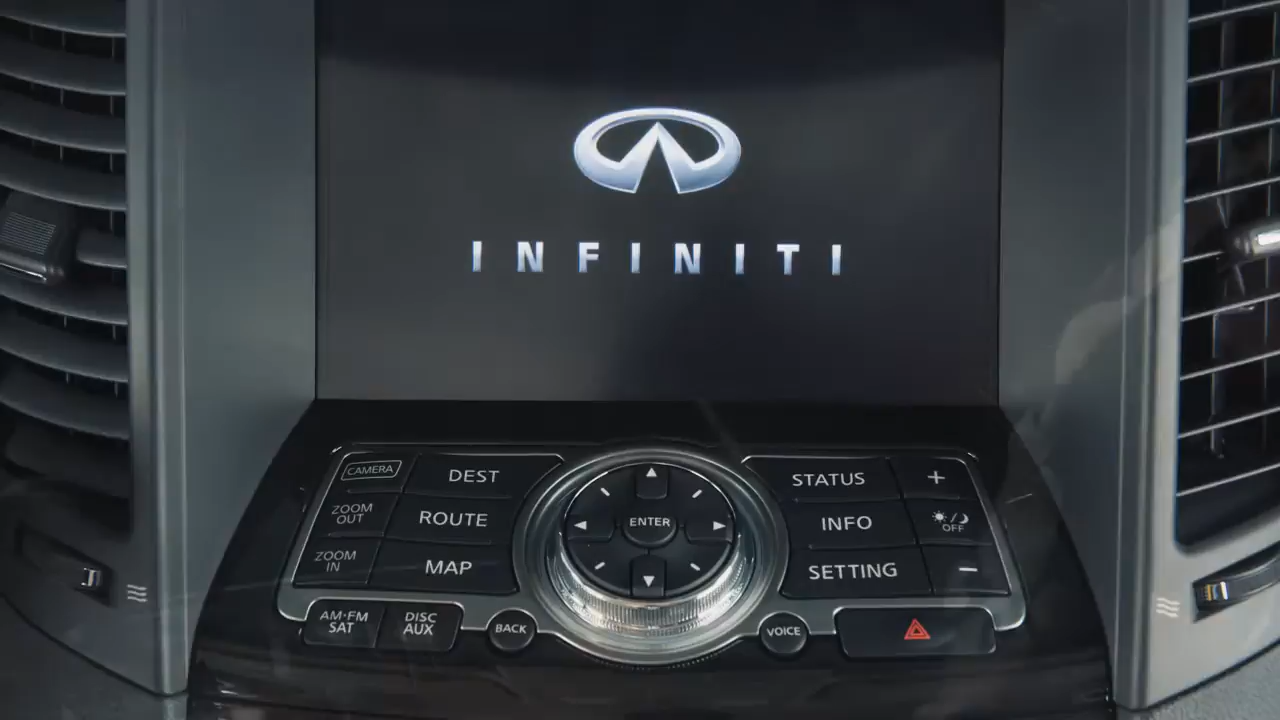 INFINITI
CAMERA
DEST
STATUS
+
ZOOM
OUT
ROUTE
ENTER
INFO
OFF
ZOOM
IN
MAP
SETTING
−
AM·FM
SAT
DISC
AUX
BACK
VOICE